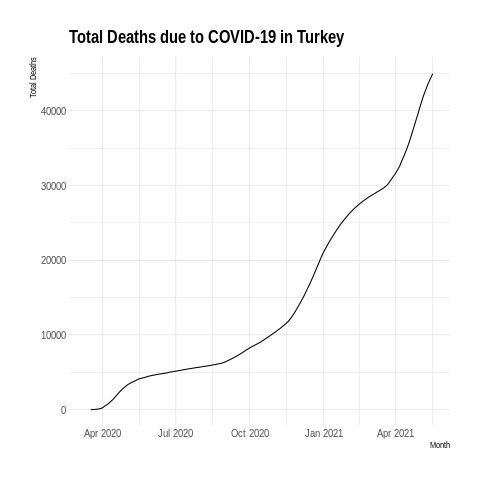 Total Deaths due to COVID-19 in Turkey
Total Deaths
40000
30000
20000
10000
0
Apr 2020 Jul 2020 Oct 2020 Jan 2021 Apr 2021
Month